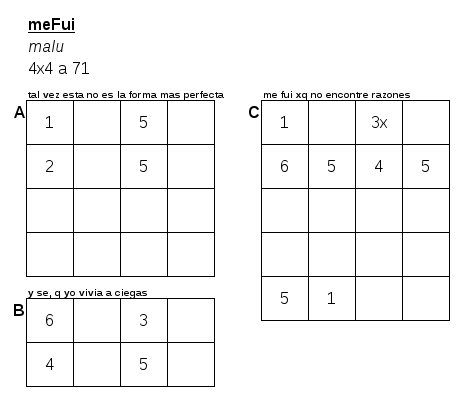 meFui
malu
4x4 a 71
tal vez esta no es la forma mas perfecta
A
1 5
2 5
y se, q yo vivia a ciegas
B
6 3
4 5
me fui xq no encontre razones
C
1 3x
6 5 4 5
5 1